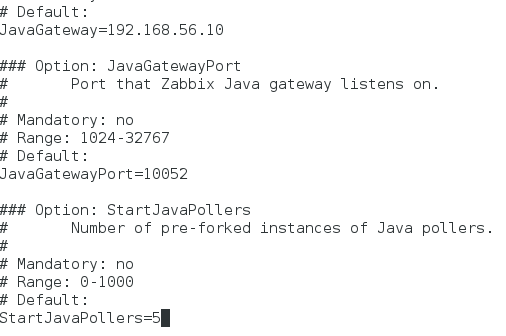 # Default:
JavaGateway=192.168.56.10
### Option: JavaGatewayPort
#       Port that Zabbix Java gateway listens on.
#
# Mandatory: no
# Range: 1024-32767
# Default:
JavaGatewayPort=10052
### Option: StartJavaPollers
#       Number of pre-forked instances of Java pollers.
#
# Mandatory: no
# Range: 0-1000
# Default:
StartJavaPollers=5